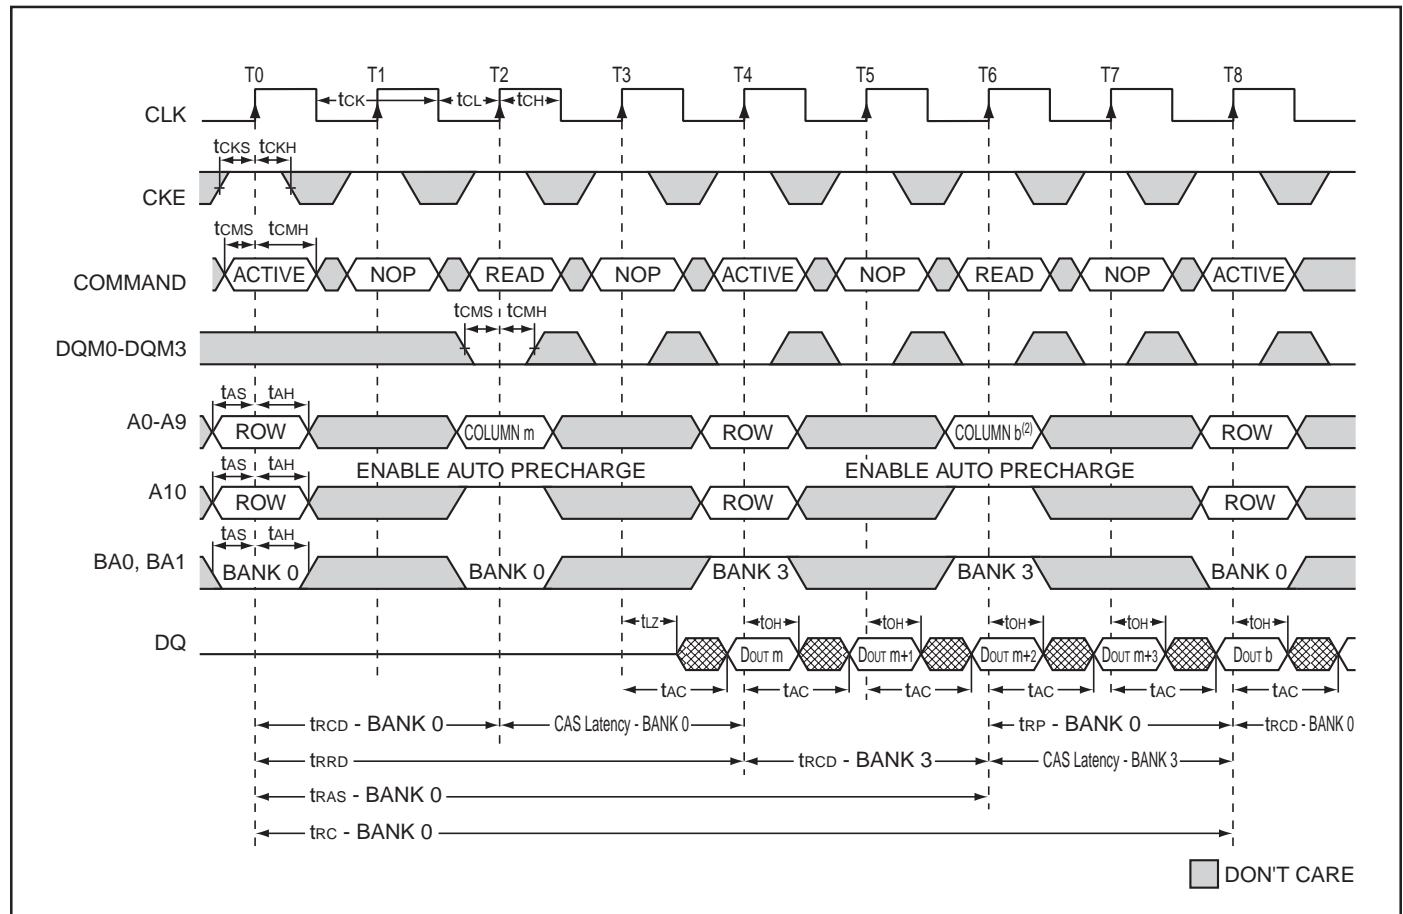 T0 T1 T2 T3 T4 T5 T6 T7 T8
CLK tCK tCL tCH
tCKS tCKH
CKE
tCMS tCMH
COMMAND ACTIVE NOP READ NOP ACTIVE NOP READ NOP ACTIVE
tCMS tCMH
DQM0-DQM3
tAS tAH
A0-A9 ROW COLUMN m ROW COLUMN b(2) ROW
tAS tAH ENABLE AUTO PRECHARGE ENABLE AUTO PRECHARGE
A10 ROW ROW ROW
tAS tAH
BA0, BA1 BANK 0 BANK 0 BANK 3 BANK 3 BANK 0
tLZ tOH tOH tOH tOH tOH
DQ DOUT m DOUT m+1 DOUT m+2 DOUT m+3 DOUT b
tAC tAC tAC tAC tAC tAC
tRCD - BANK 0 CAS Latency - BANK 0 tRP - BANK 0 tRCD - BANK 0
tRRD tRCD - BANK 3 CAS Latency - BANK 3
tRAS - BANK 0
tRC - BANK 0
DON'T CARE